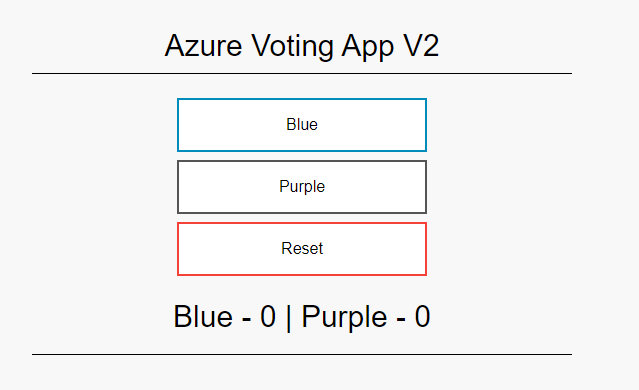 Azure Voting App V2
Blue
Purple
Reset
Blue - 0 | Purple - 0